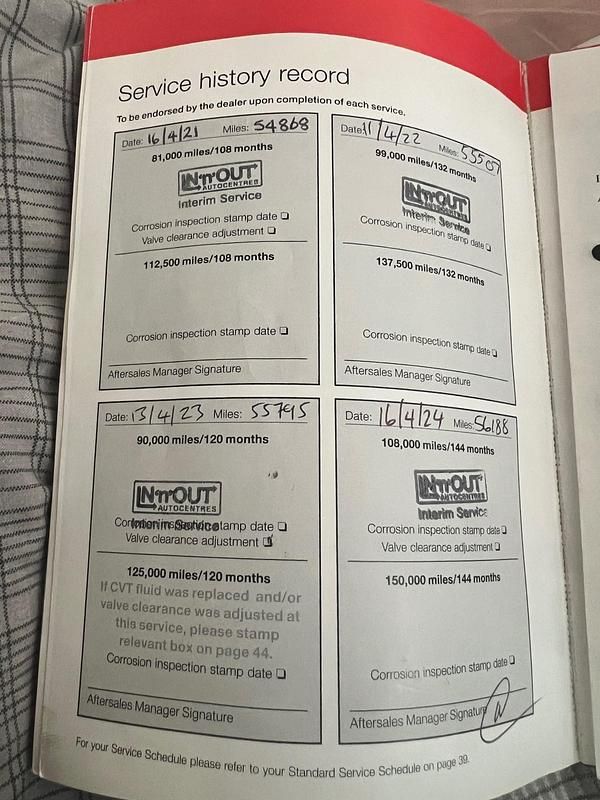 Service history record
To be endorsed by the dealer upon completion of each service.
Date: 16/4/21 Miles: 54868
81,000 miles/108 months
IN'n'OUT
AUTOCENTRES
Interim Service
Corrosion inspection stamp date
Valve clearance adjustment
112,500 miles/108 months
Corrosion inspection stamp date
Aftersales Manager Signature
Date: 11/4/22 Miles: 55507
99,000 miles/132 months
IN'n'OUT
AUTOCENTRES
Interim Service
Corrosion inspection stamp date
137,500 miles/132 months
Corrosion inspection stamp date
Aftersales Manager Signature
Date: 13/4/23 Miles: 55795
90,000 miles/120 months
IN'n'OUT
AUTOCENTRES
Interim Service
Corrosion inspection stamp date
Valve clearance adjustment
125,000 miles/120 months
If CVT fluid was replaced and/or
valve clearance was adjusted at
this service, please stamp
relevant box on page 44.
Corrosion inspection stamp date
Aftersales Manager Signature
Date: 16/4/24 Miles: 56188
108,000 miles/144 months
IN'n'OUT
AUTOCENTRES
Interim Service
Corrosion inspection stamp date
Valve clearance adjustment
150,000 miles/144 months
Corrosion inspection stamp date
Aftersales Manager Signature
For your Service Schedule please refer to your Standard Service Schedule on page 39.